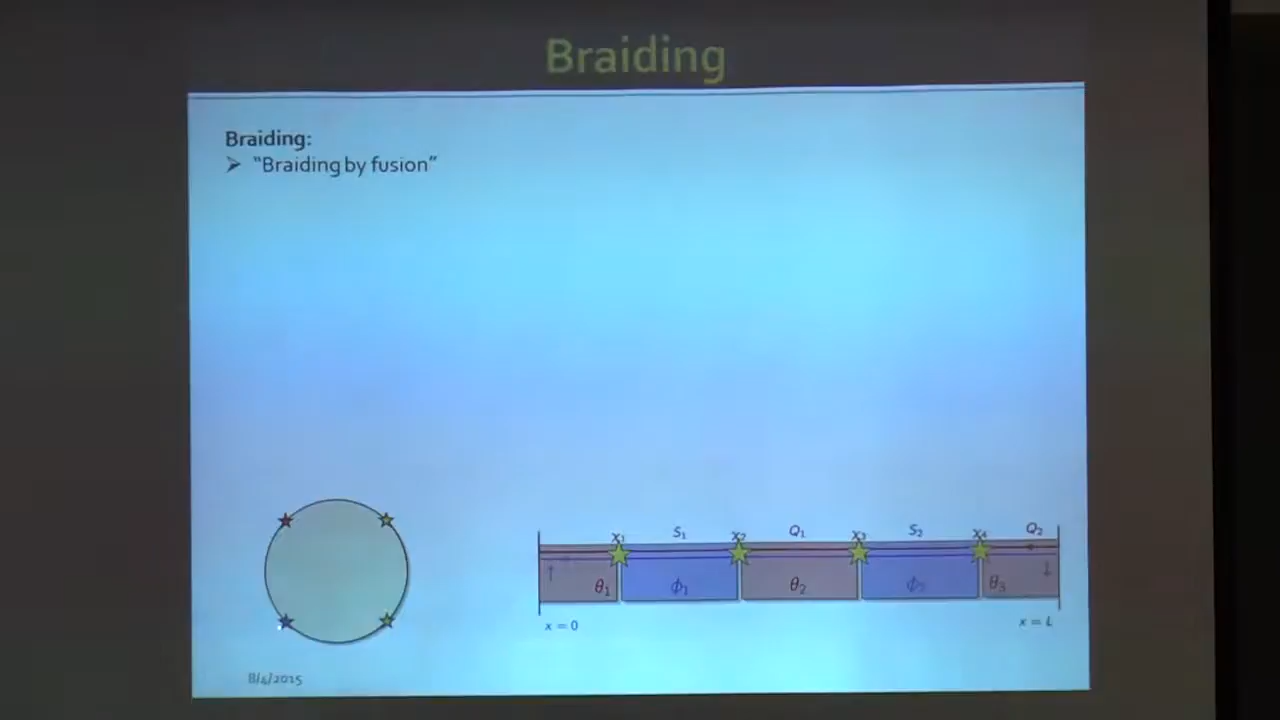 Braiding
Braiding:
➢ "Braiding by fusion"
x₁ S₁ x₂ Q₁ x₃ S₂ x₄ Q₂
↑ θ₁ ϕ₁ θ₂ ϕ₂ θ₃ ↓
x = 0 x = L
8/4/2015